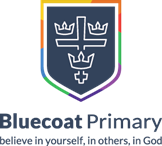 Bluecoat Primary
believe in yourself, in others, in God